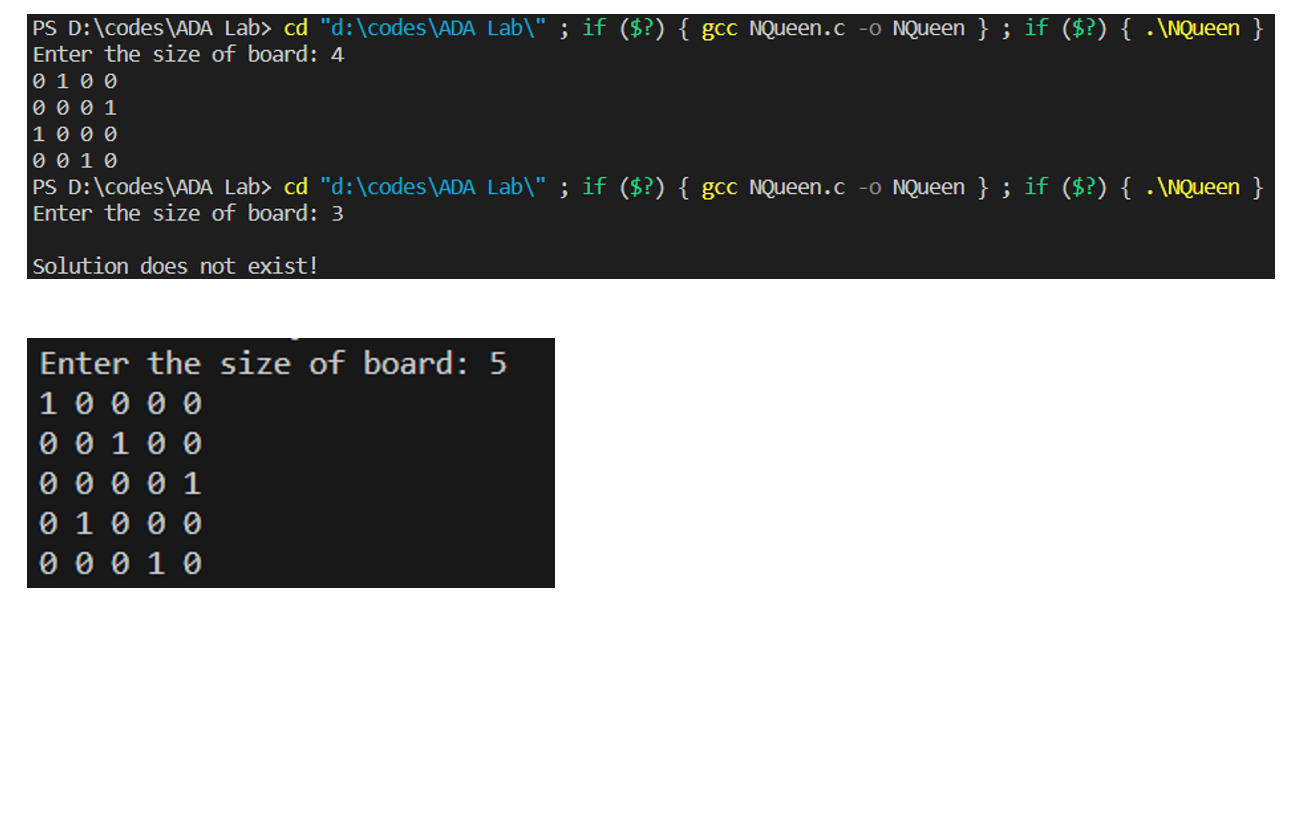 PS D:\codes\ADA Lab> cd "d:\codes\ADA Lab\" ; if ($?) { gcc NQueen.c -o NQueen } ; if ($?) { .\NQueen }
Enter the size of board: 4
0 1 0 0
0 0 0 1
1 0 0 0
0 0 1 0
PS D:\codes\ADA Lab> cd "d:\codes\ADA Lab\" ; if ($?) { gcc NQueen.c -o NQueen } ; if ($?) { .\NQueen }
Enter the size of board: 3
Solution does not exist!
Enter the size of board: 5
1 0 0 0 0
0 0 1 0 0
0 0 0 0 1
0 1 0 0 0
0 0 0 1 0